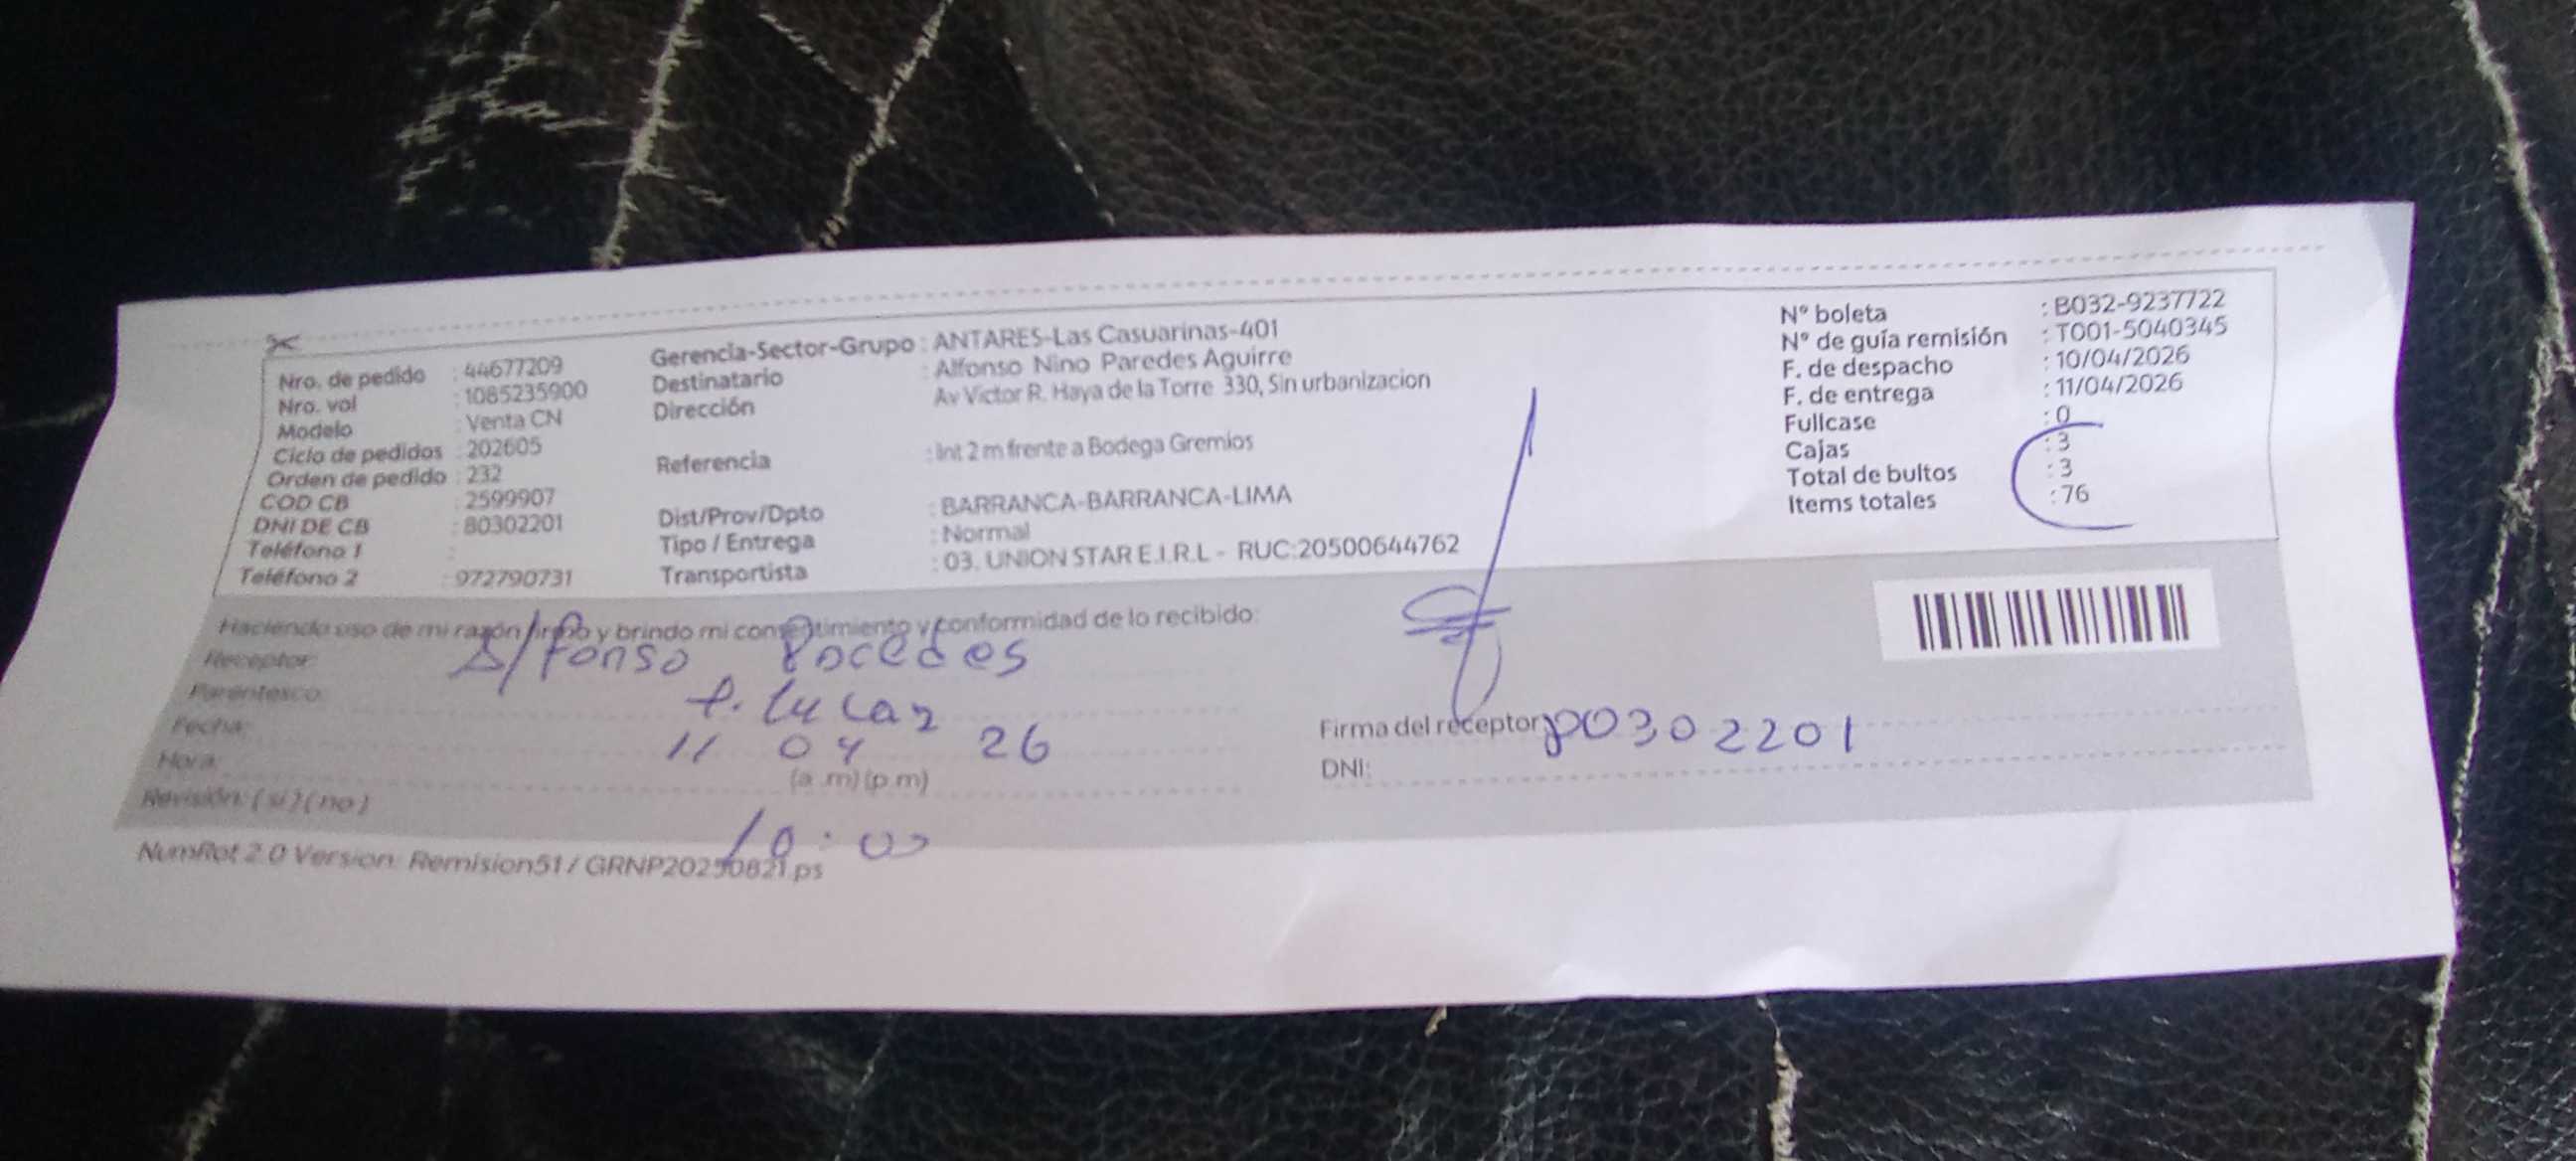 Nro. de pedido : 44677209
Nro. vol : 1085235900
Modelo : Venta CN
Ciclo de pedidos : 202605
Orden de pedido : 232
COD CB : 2599907
DNI DE CB : 80302201
Teléfono 1 :
Teléfono 2 : 972790731
Gerencia-Sector-Grupo : ANTARES-Las Casuarinas-401
Destinatario : Alfonso Nino Paredes Aguirre
Dirección Av Victor R. Haya de la Torre 330, Sin urbanizacion
Referencia : Int 2 m frente a Bodega Gremios
Dist/Prov/Dpto : BARRANCA-BARRANCA-LIMA
Tipo / Entrega : Normal
Transportista : 03. UNION STAR E.I.R.L - RUC:20500644762
N° boleta : B032-9237722
N° de guía remisión : T001-5040345
F. de despacho : 10/04/2026
F. de entrega : 11/04/2026
Fullcase : 0
Cajas : 3
Total de bultos : 3
Items totales : 76
Haciendo uso de mi razón firmo y brindo mi consentimiento y conformidad de lo recibido:
Receptor: Alfonso Paredes
Parentesco:
Fecha: 11 04 26
Hora: (a .m) (p.m)
Revisión: ( si ) ( no )
10:00
Firma del receptor 80302201
DNI:
NumRot 2.0 Version: Remision51 / GRNP20250821.ps